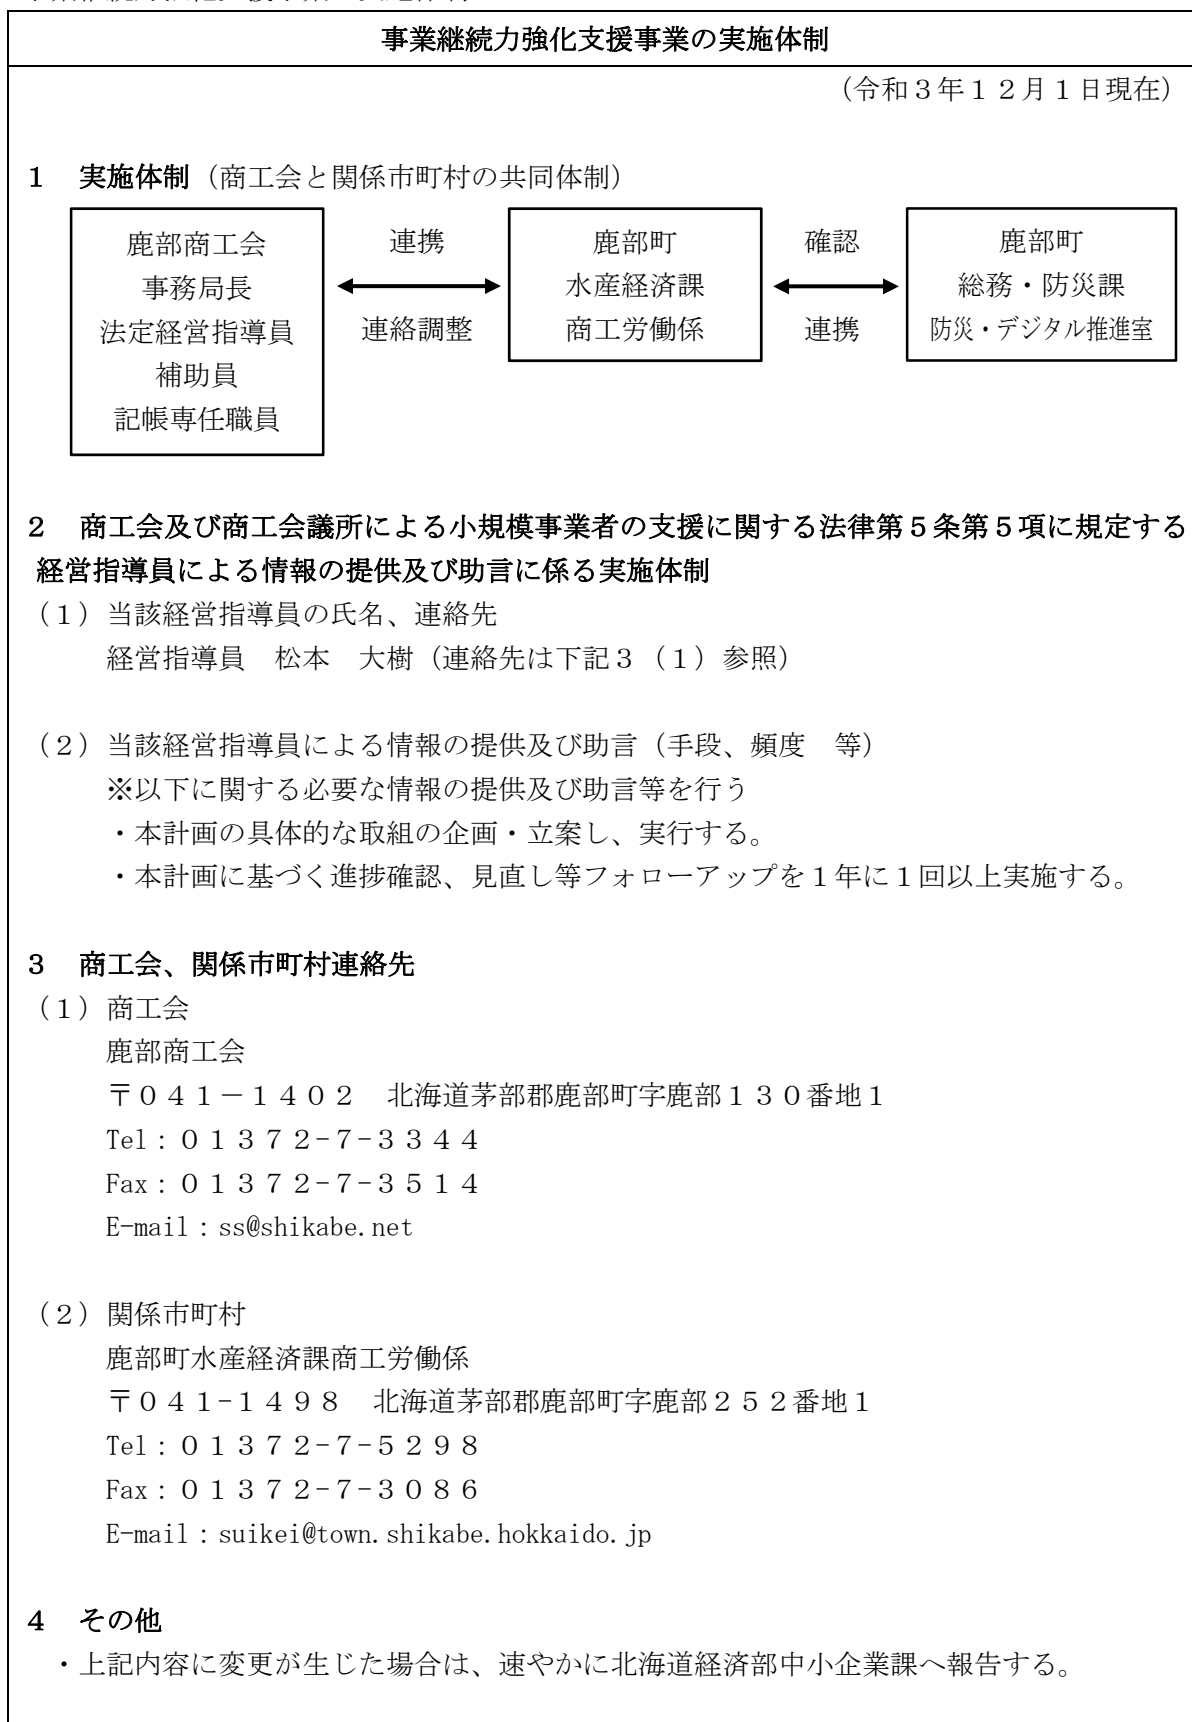 事業継続力強化支援事業の実施体制
（令和３年１２月１日現在）
１　実施体制（商工会と関係市町村の共同体制）
鹿部商工会
事務局長
法定経営指導員
補助員
記帳専任職員
連携
連絡調整
鹿部町
水産経済課
商工労働係
確認
連携
鹿部町
総務・防災課
防災・デジタル推進室
２　商工会及び商工会議所による小規模事業者の支援に関する法律第５条第５項に規定する
経営指導員による情報の提供及び助言に係る実施体制
（１）当該経営指導員の氏名、連絡先
経営指導員　松本　大樹（連絡先は下記３（１）参照）
（２）当該経営指導員による情報の提供及び助言（手段、頻度　等）
※以下に関する必要な情報の提供及び助言等を行う
・本計画の具体的な取組の企画・立案し、実行する。
・本計画に基づく進捗確認、見直し等フォローアップを１年に１回以上実施する。
３　商工会、関係市町村連絡先
（１）商工会
鹿部商工会
〒０４１－１４０２　北海道茅部郡鹿部町字鹿部１３０番地１
Tel：０１３７２-７-３３４４
Fax：０１３７２-７-３５１４
E-mail：ss@shikabe.net
（２）関係市町村
鹿部町水産経済課商工労働係
〒０４１-１４９８　北海道茅部郡鹿部町字鹿部２５２番地１
Tel：０１３７２-７-５２９８
Fax：０１３７２-７-３０８６
E-mail：suikei@town.shikabe.hokkaido.jp
４　その他
・上記内容に変更が生じた場合は、速やかに北海道経済部中小企業課へ報告する。